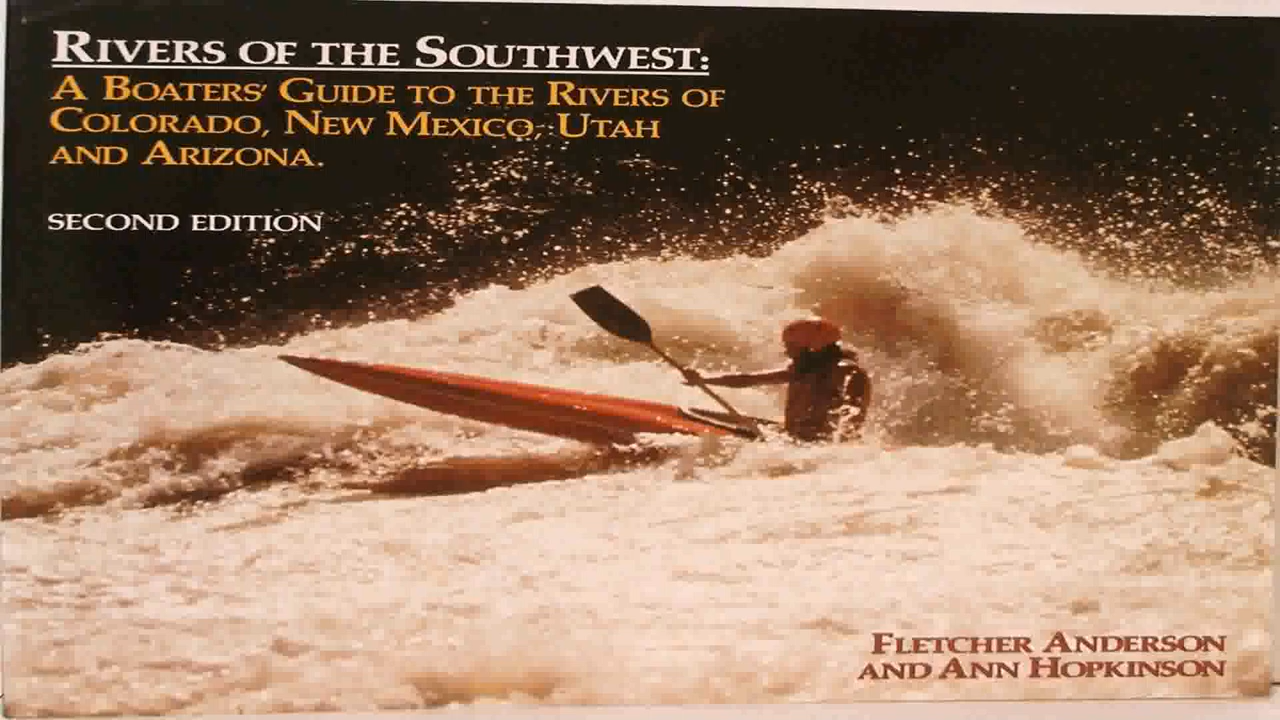 RIVERS OF THE SOUTHWEST:
A BOATERS' GUIDE TO THE RIVERS OF
COLORADO, NEW MEXICO, UTAH
AND ARIZONA.
SECOND EDITION
FLETCHER ANDERSON
AND ANN HOPKINSON